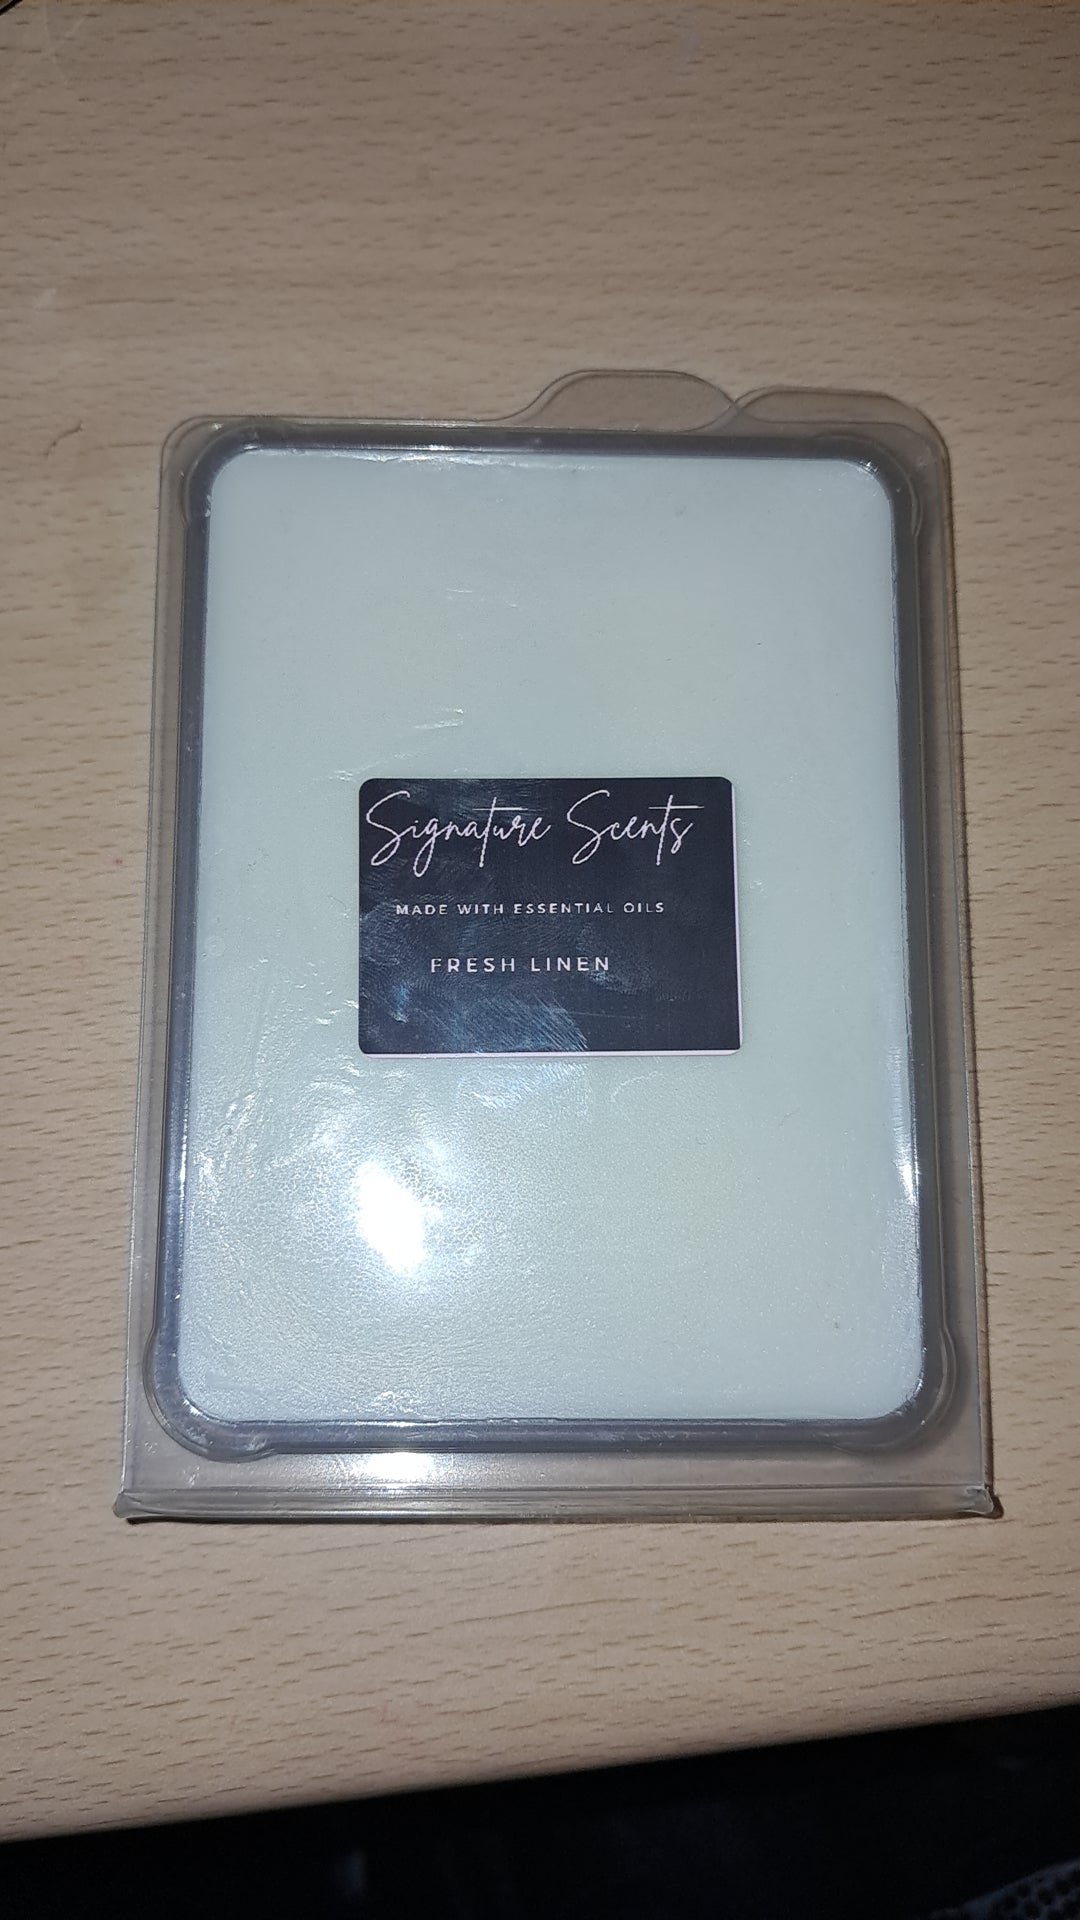 Signature Scents
MADE WITH ESSENTIAL OILS
FRESH LINEN